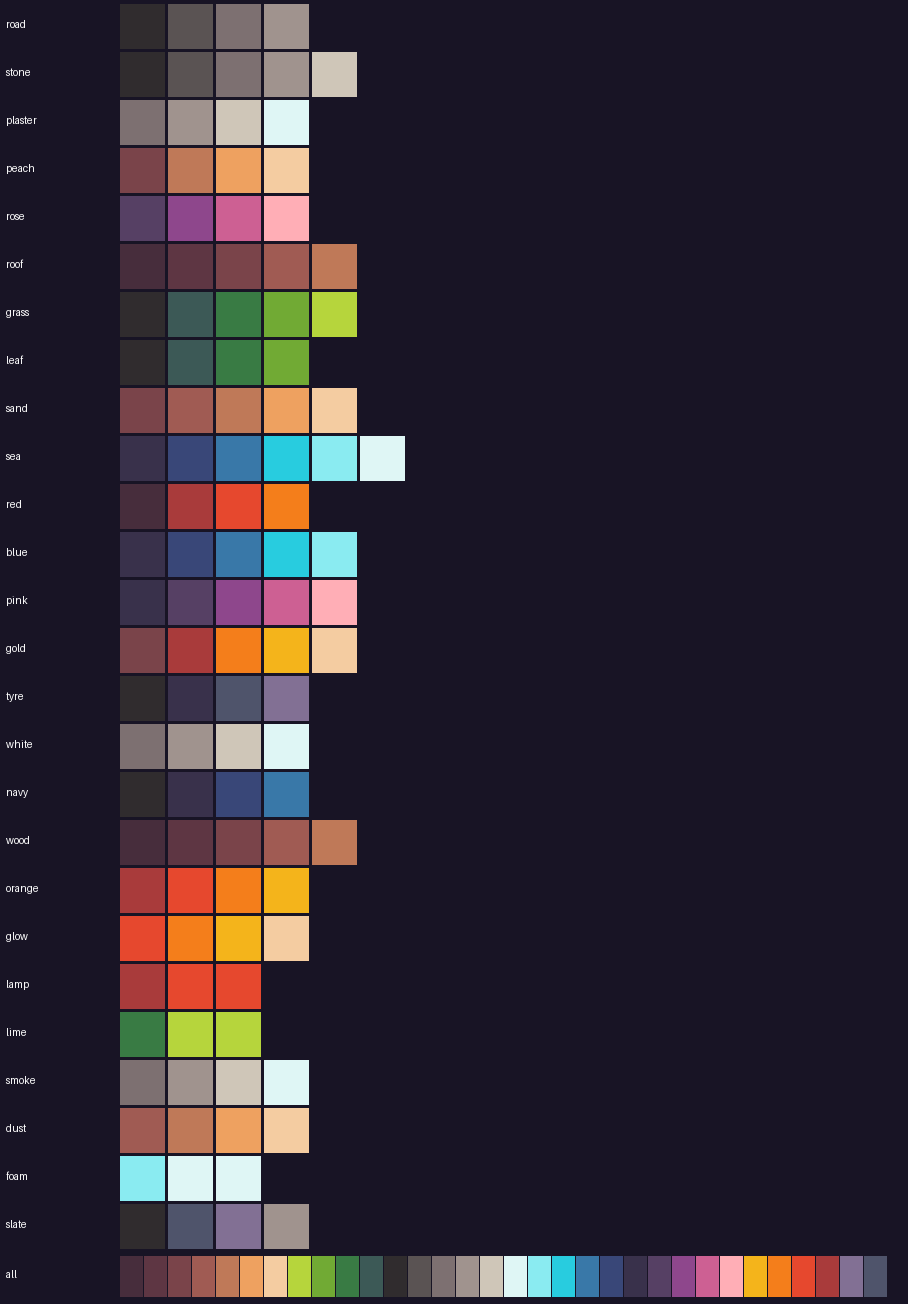 road
stone
plaster
peach
rose
roof
grass
leaf
sand
sea
red
blue
pink
gold
tyre
white
navy
wood
orange
glow
lamp
lime
smoke
dust
foam
slate
all